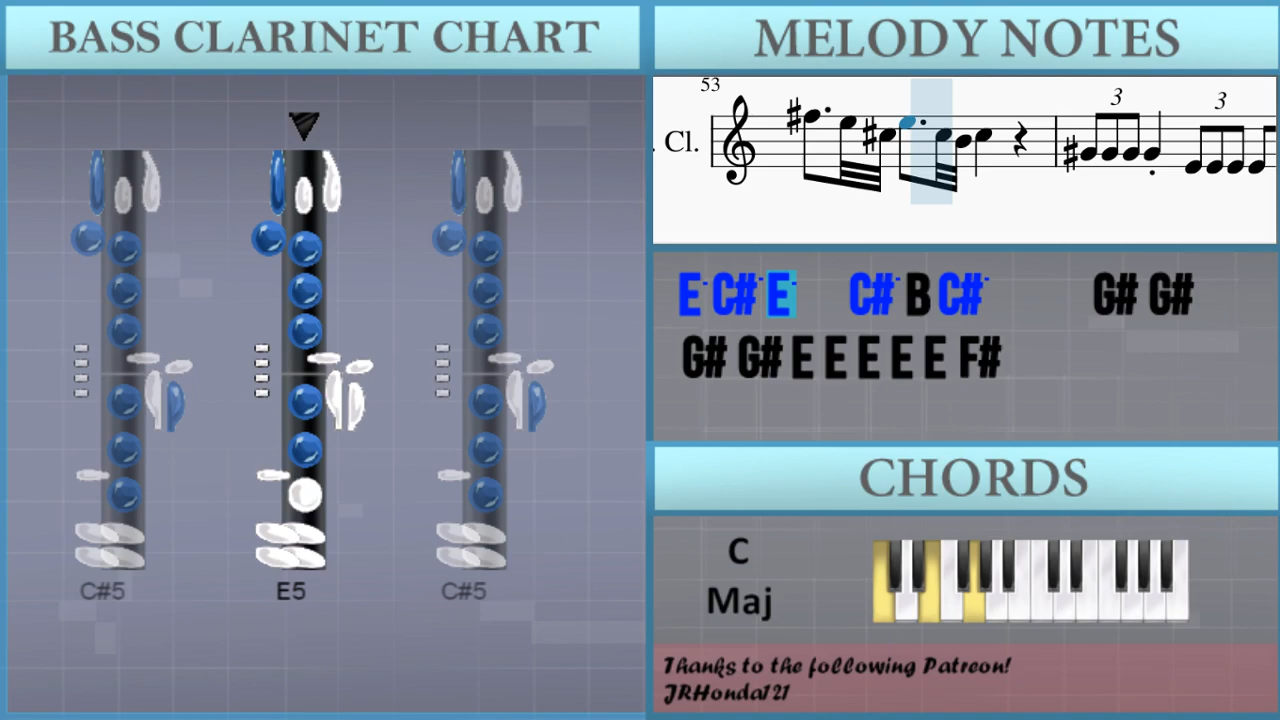 BASS CLARINET CHART
C#5
E5
C#5
MELODY NOTES
53
. Cl.
3
3
E- C#- E- C#- B C#- G# G#
G# G# E E E E E F#
CHORDS
C
Maj
Thanks to the following Patreon!
JRHonda121